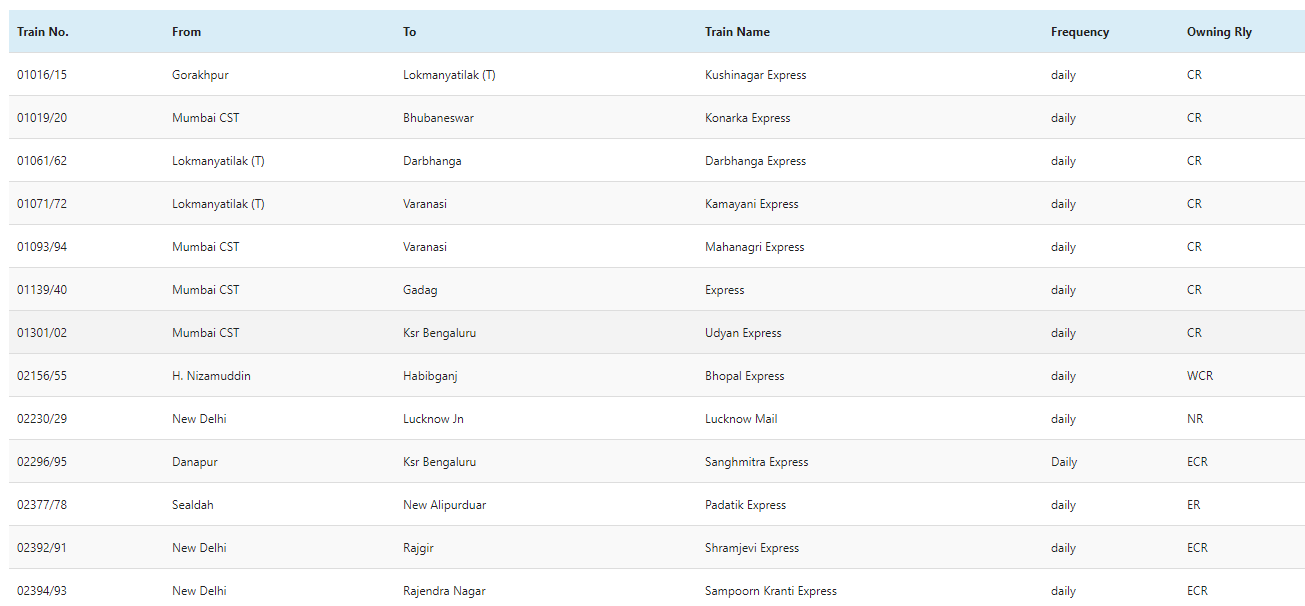 Train No. From To Train Name Frequency Owning Rly
01016/15 Gorakhpur Lokmanyatilak (T) Kushinagar Express daily CR
01019/20 Mumbai CST Bhubaneswar Konarka Express daily CR
01061/62 Lokmanyatilak (T) Darbhanga Darbhanga Express daily CR
01071/72 Lokmanyatilak (T) Varanasi Kamayani Express daily CR
01093/94 Mumbai CST Varanasi Mahanagri Express daily CR
01139/40 Mumbai CST Gadag Express daily CR
01301/02 Mumbai CST Ksr Bengaluru Udyan Express daily CR
02156/55 H. Nizamuddin Habibganj Bhopal Express daily WCR
02230/29 New Delhi Lucknow Jn Lucknow Mail daily NR
02296/95 Danapur Ksr Bengaluru Sanghmitra Express Daily ECR
02377/78 Sealdah New Alipurduar Padatik Express daily ER
02392/91 New Delhi Rajgir Shramjevi Express daily ECR
02394/93 New Delhi Rajendra Nagar Sampoorn Kranti Express daily ECR